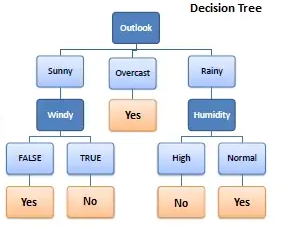 Decision Tree
Outlook
Sunny Overcast Rainy
Windy Yes Humidity
FALSE TRUE High Normal
Yes No No Yes